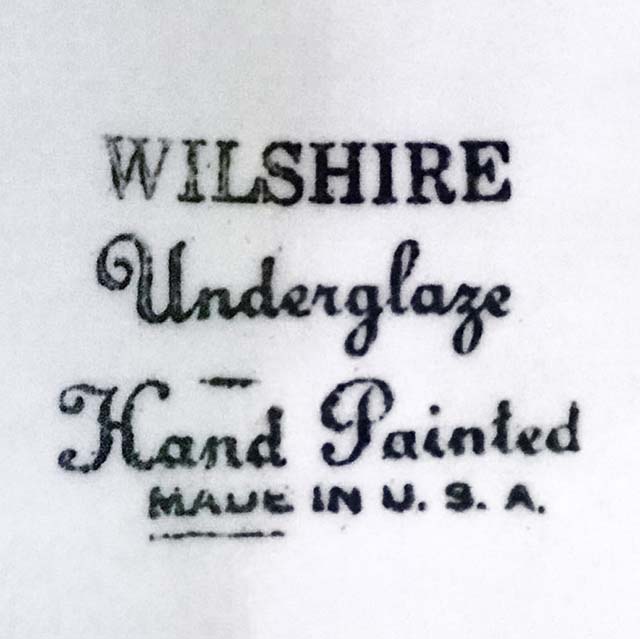 WILSHIRE
Underglaze
Hand Painted
MADE IN U. S. A.